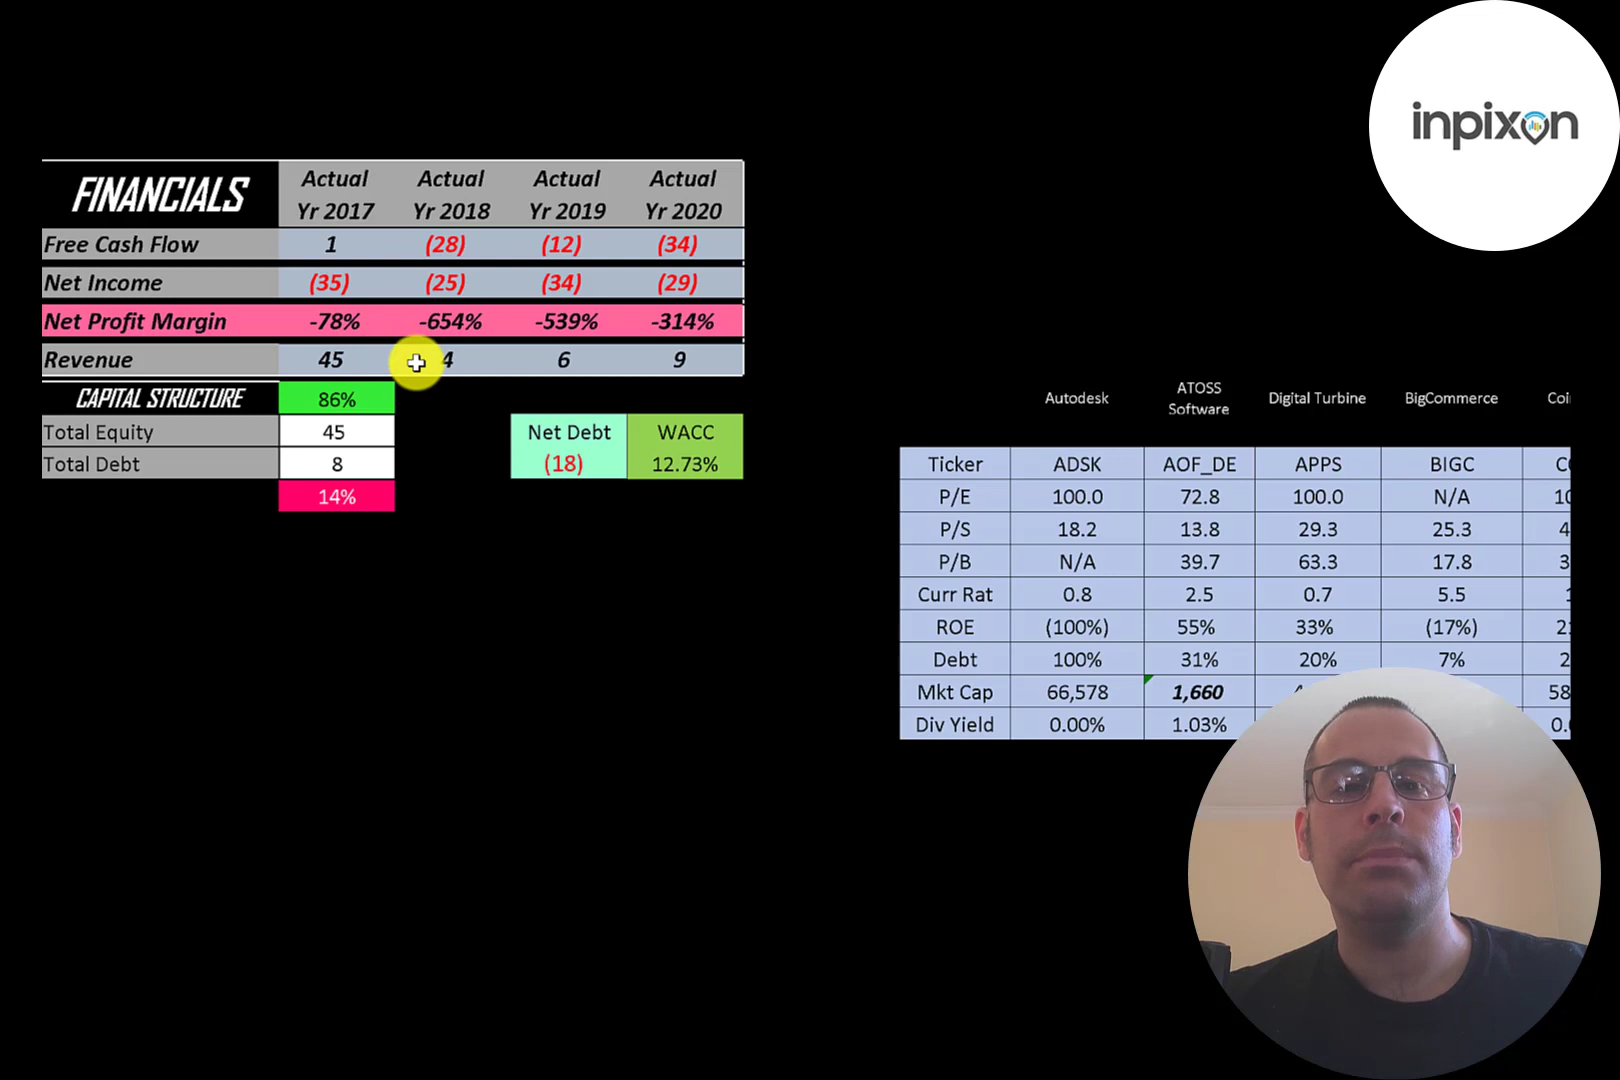 inpixon
FINANCIALS Actual Yr 2017 Actual Yr 2018 Actual Yr 2019 Actual Yr 2020
Free Cash Flow 1 (28) (12) (34)
Net Income (35) (25) (34) (29)
Net Profit Margin -78% -654% -539% -314%
Revenue 45 4 6 9
CAPITAL STRUCTURE 86%
Total Equity 45
Total Debt 8
14%
Net Debt WACC
(18) 12.73%
Autodesk ATOSS Software Digital Turbine BigCommerce
Ticker ADSK AOF_DE APPS BIGC
P/E 100.0 72.8 100.0 N/A
P/S 18.2 13.8 29.3 25.3
P/B N/A 39.7 63.3 17.8
Curr Rat 0.8 2.5 0.7 5.5
ROE (100%) 55% 33% (17%)
Debt 100% 31% 20% 7%
Mkt Cap 66,578 1,660
Div Yield 0.00% 1.03%